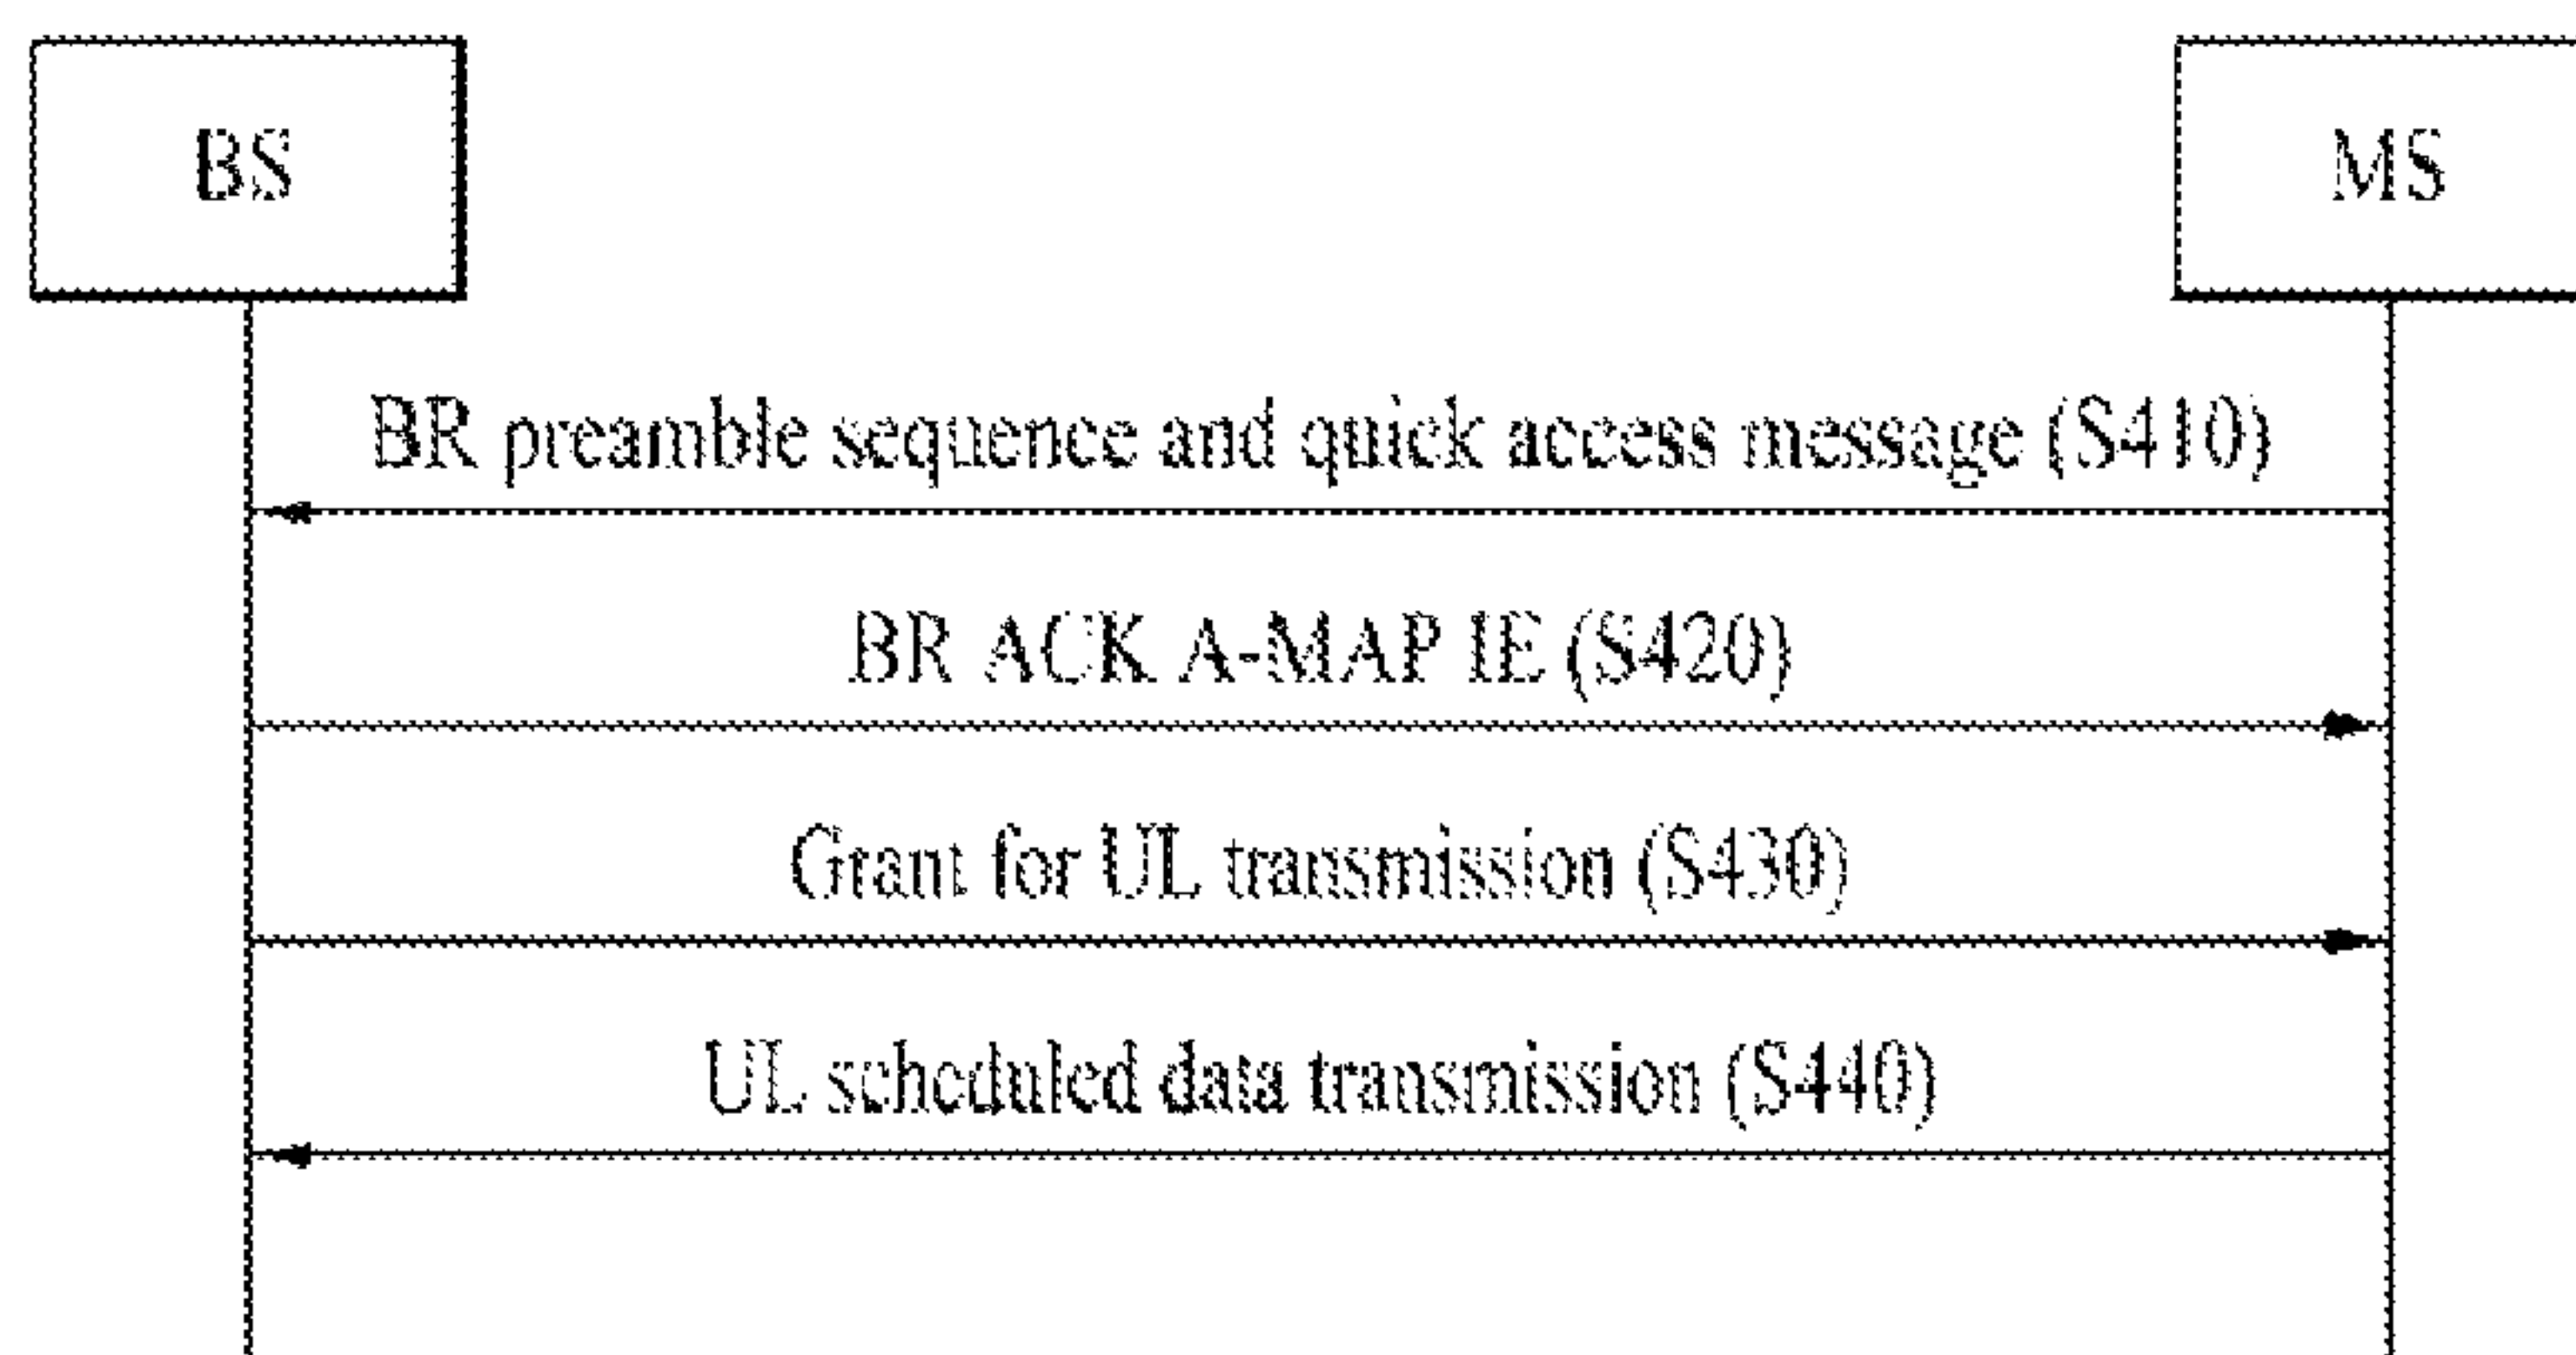 BS
MS
BR preamble sequence and quick access message (S410)
BR ACK A-MAP IE (S420)
Grant for UL transmission (S430)
UL scheduled data transmission (S440)